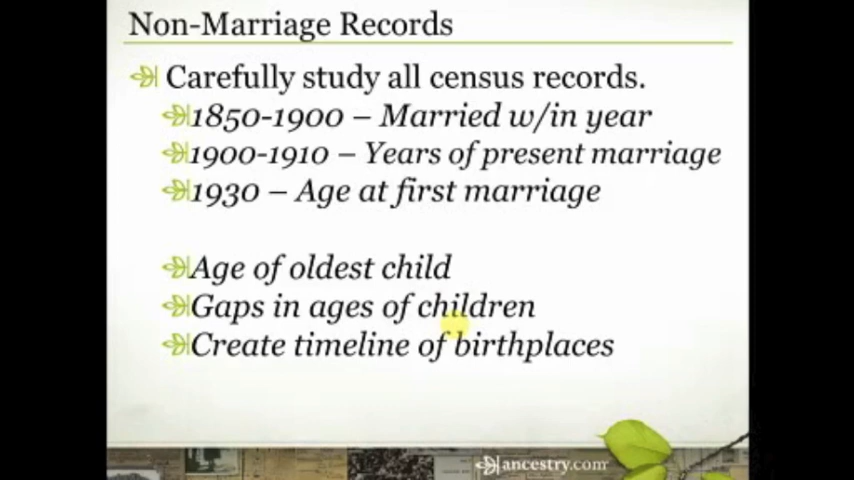 Non-Marriage Records
Carefully study all census records.
1850-1900 – Married w/in year
1900-1910 – Years of present marriage
1930 – Age at first marriage
Age of oldest child
Gaps in ages of children
Create timeline of birthplaces
ancestry.com